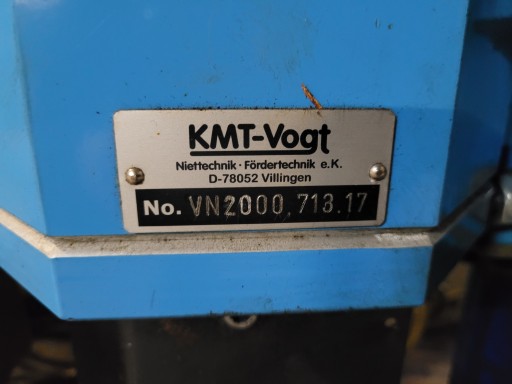 KMT-Vogt
Niettechnik · Fördertechnik e.K.
D-78052 Villingen
No. VN2000.713.17